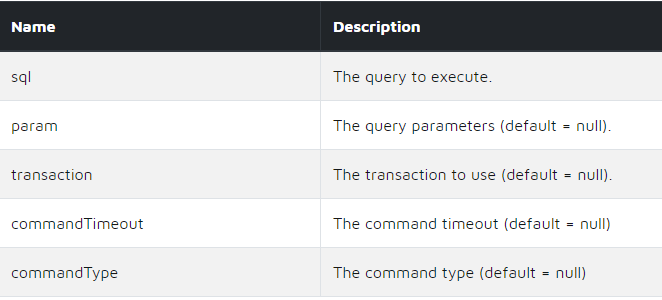 Name Description
sql The query to execute.
param The query parameters (default = null).
transaction The transaction to use (default = null).
commandTimeout The command timeout (default = null)
commandType The command type (default = null)